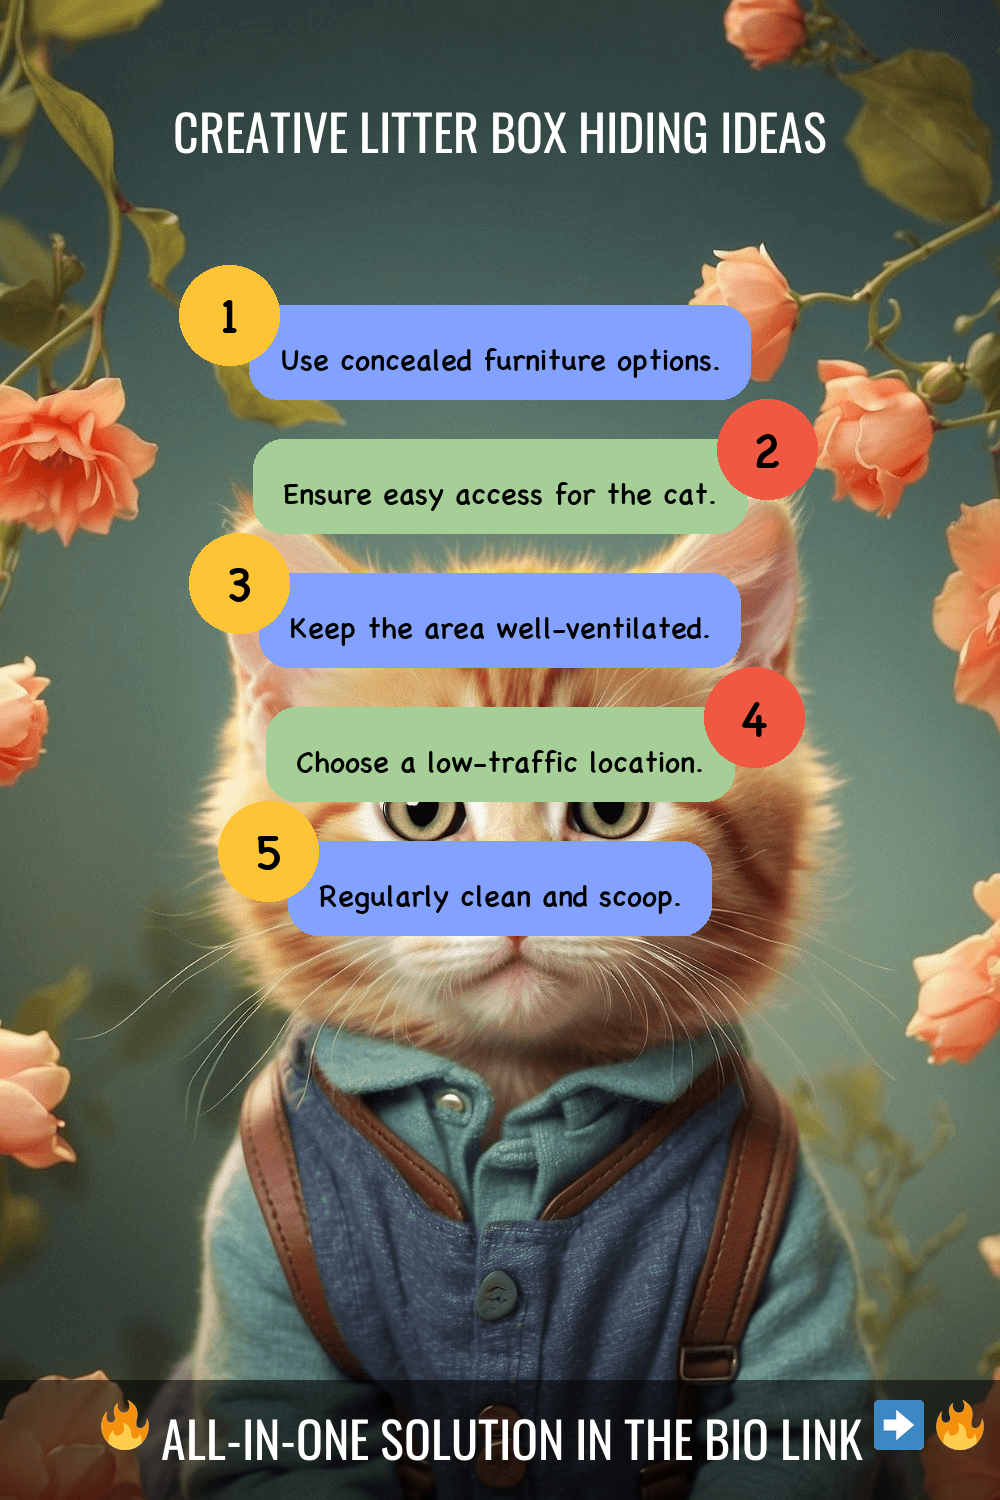 CREATIVE LITTER BOX HIDING IDEAS
1
Use concealed furniture options.
2
Ensure easy access for the cat.
3
Keep the area well-ventilated.
4
Choose a low-traffic location.
5
Regularly clean and scoop.
🔥 ALL-IN-ONE SOLUTION IN THE BIO LINK ➡️ 🔥